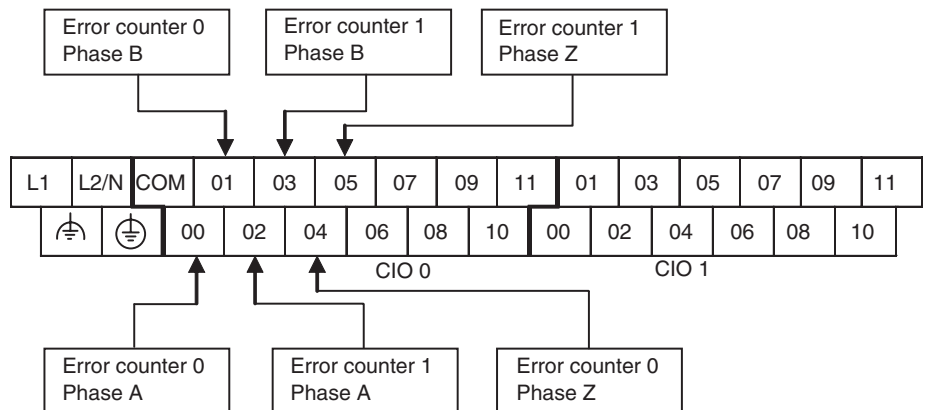 Error counter 0
Phase B
Error counter 1
Phase B
Error counter 1
Phase Z
L1 L2/N COM 01 03 05 07 09 11 01 03 05 07 09 11
00 02 04 06 08 10 00 02 04 06 08 10
CIO 0 CIO 1
Error counter 0
Phase A
Error counter 1
Phase A
Error counter 0
Phase Z